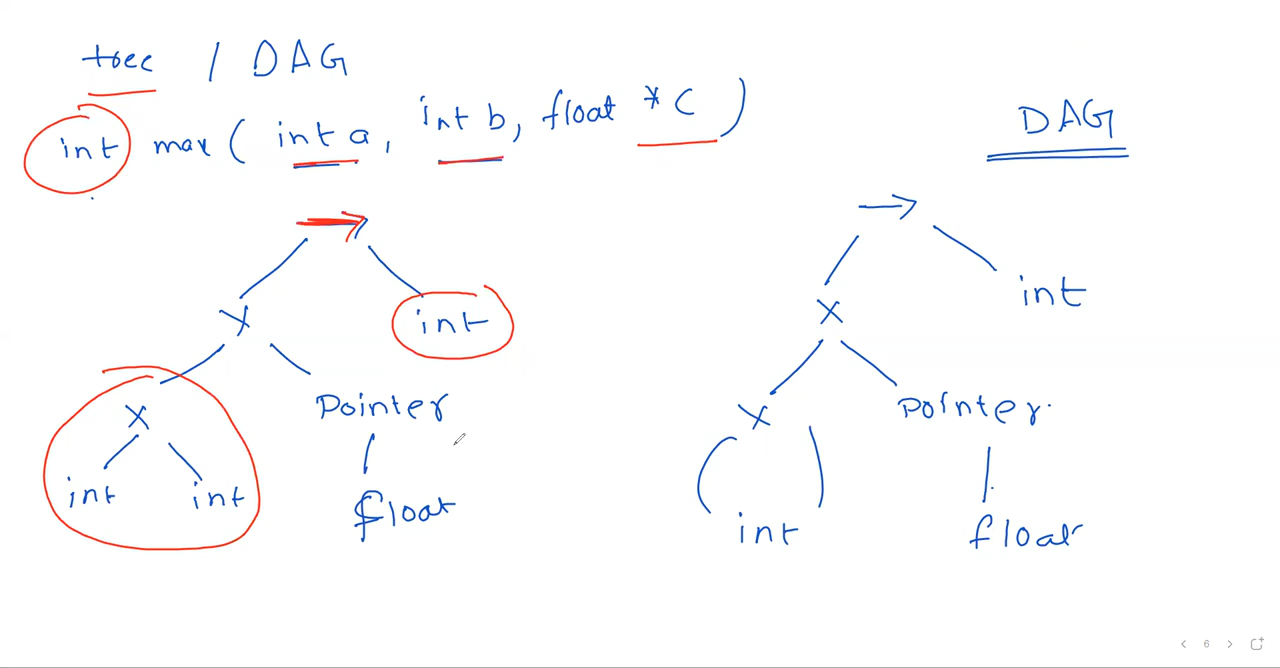 tree / DAG
int max ( int a, int b, float * c )
DAG
→
→
X
int
X
int
X
Pointer
X
Pointer
int
int
float
int
float
6